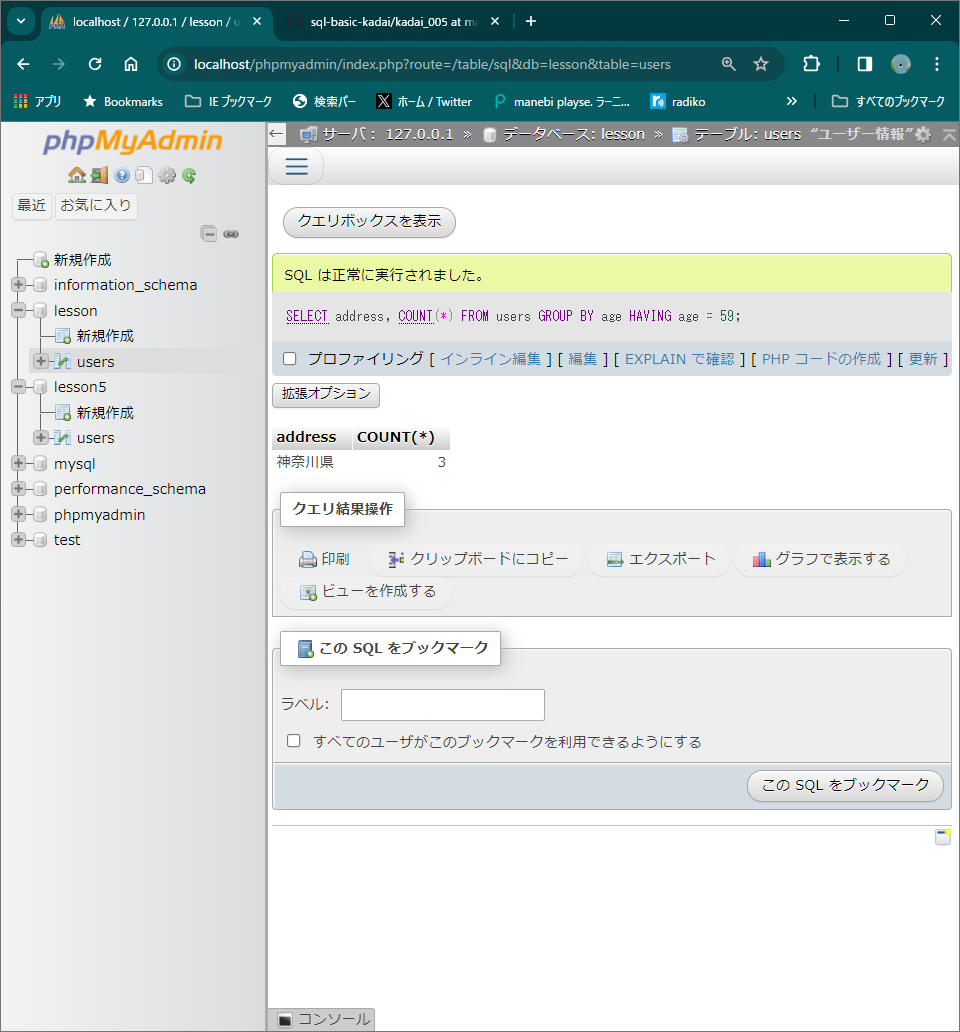 localhost / 127.0.0.1 / lesson / u
sql-basic-kadai/kadai_005 at ma
localhost/phpmyadmin/index.php?route=/table/sql&db=lesson&table=users
アプリ
Bookmarks
IE ブックマーク
検索バー
X ホーム / Twitter
manebi playse. ラーニ...
radiko
»
すべてのブックマーク
phpMyAdmin
最近
お気に入り
新規作成
information_schema
lesson
新規作成
users
lesson5
新規作成
users
mysql
performance_schema
phpmyadmin
test
サーバ： 127.0.0.1 » データベース: lesson » テーブル: users “ユーザー情報”
クエリボックスを表示
SQL は正常に実行されました。
SELECT address, COUNT(*) FROM users GROUP BY age HAVING age = 59;
プロファイリング [ インライン編集 ] [ 編集 ] [ EXPLAIN で確認 ] [ PHP コードの作成 ] [ 更新 ]
拡張オプション
address COUNT(*)
神奈川県 3
クエリ結果操作
印刷 クリップボードにコピー エクスポート グラフで表示する
ビューを作成する
この SQL をブックマーク
ラベル:
すべてのユーザがこのブックマークを利用できるようにする
この SQL をブックマーク
コンソール